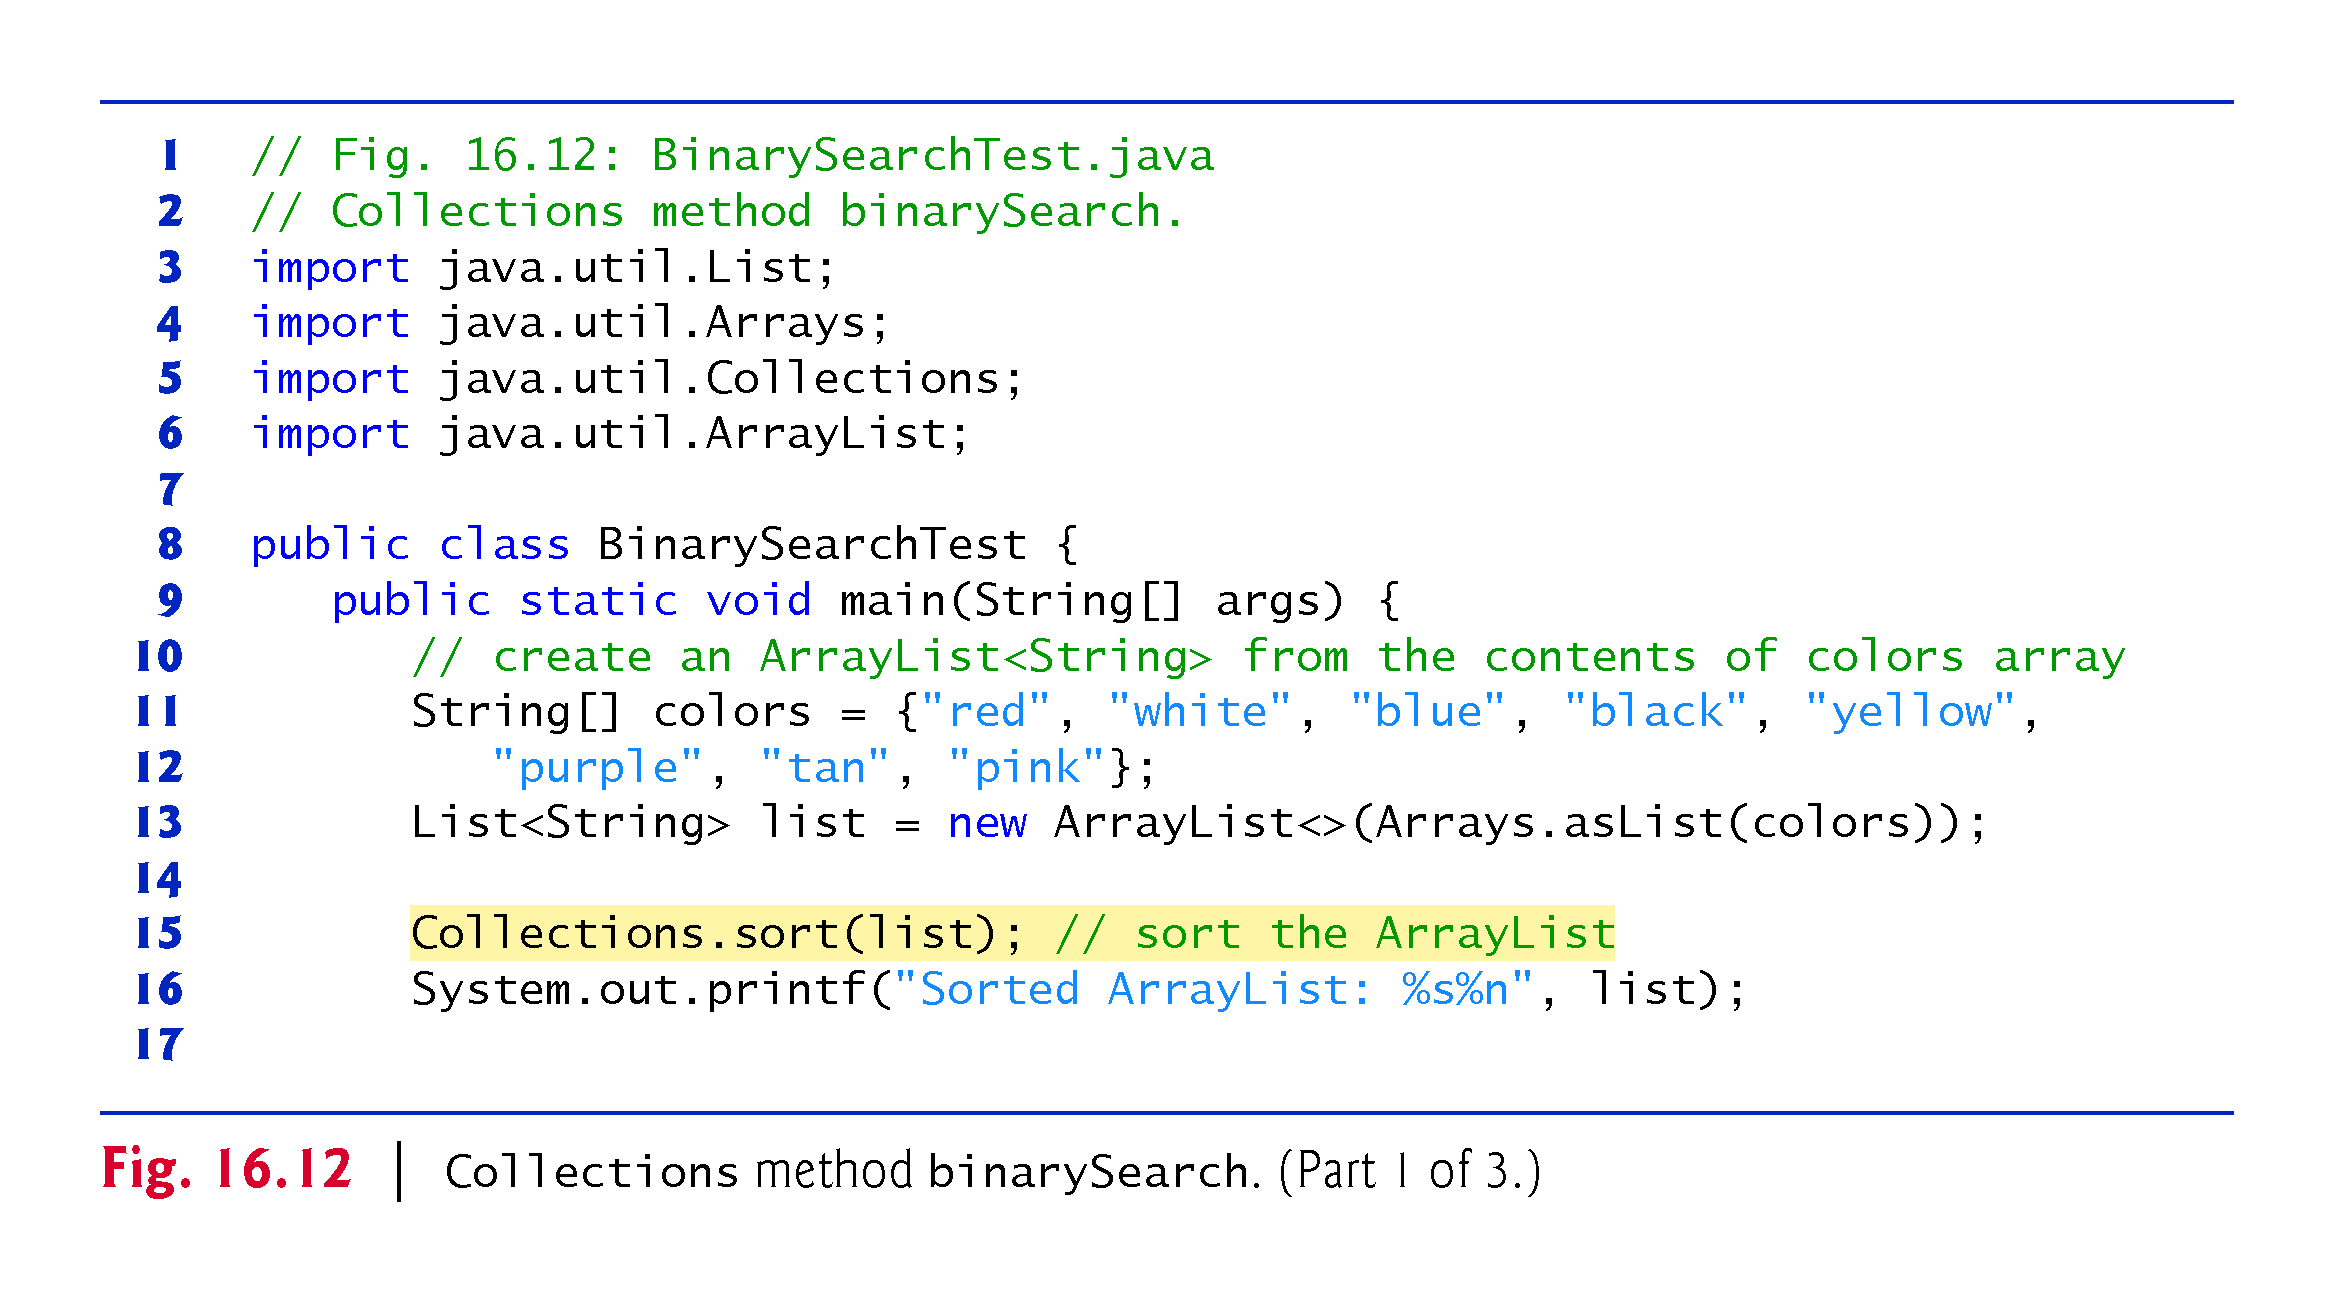 1 // Fig. 16.12: BinarySearchTest.java
2 // Collections method binarySearch.
3 import java.util.List;
4 import java.util.Arrays;
5 import java.util.Collections;
6 import java.util.ArrayList;
7
8 public class BinarySearchTest {
9    public static void main(String[] args) {
10       // create an ArrayList<String> from the contents of colors array
11       String[] colors = {"red", "white", "blue", "black", "yellow",
12          "purple", "tan", "pink"};
13       List<String> list = new ArrayList<>(Arrays.asList(colors));
14
15       Collections.sort(list); // sort the ArrayList
16       System.out.printf("Sorted ArrayList: %s%n", list);
17
Fig. 16.12 | Collections method binarySearch. (Part 1 of 3.)